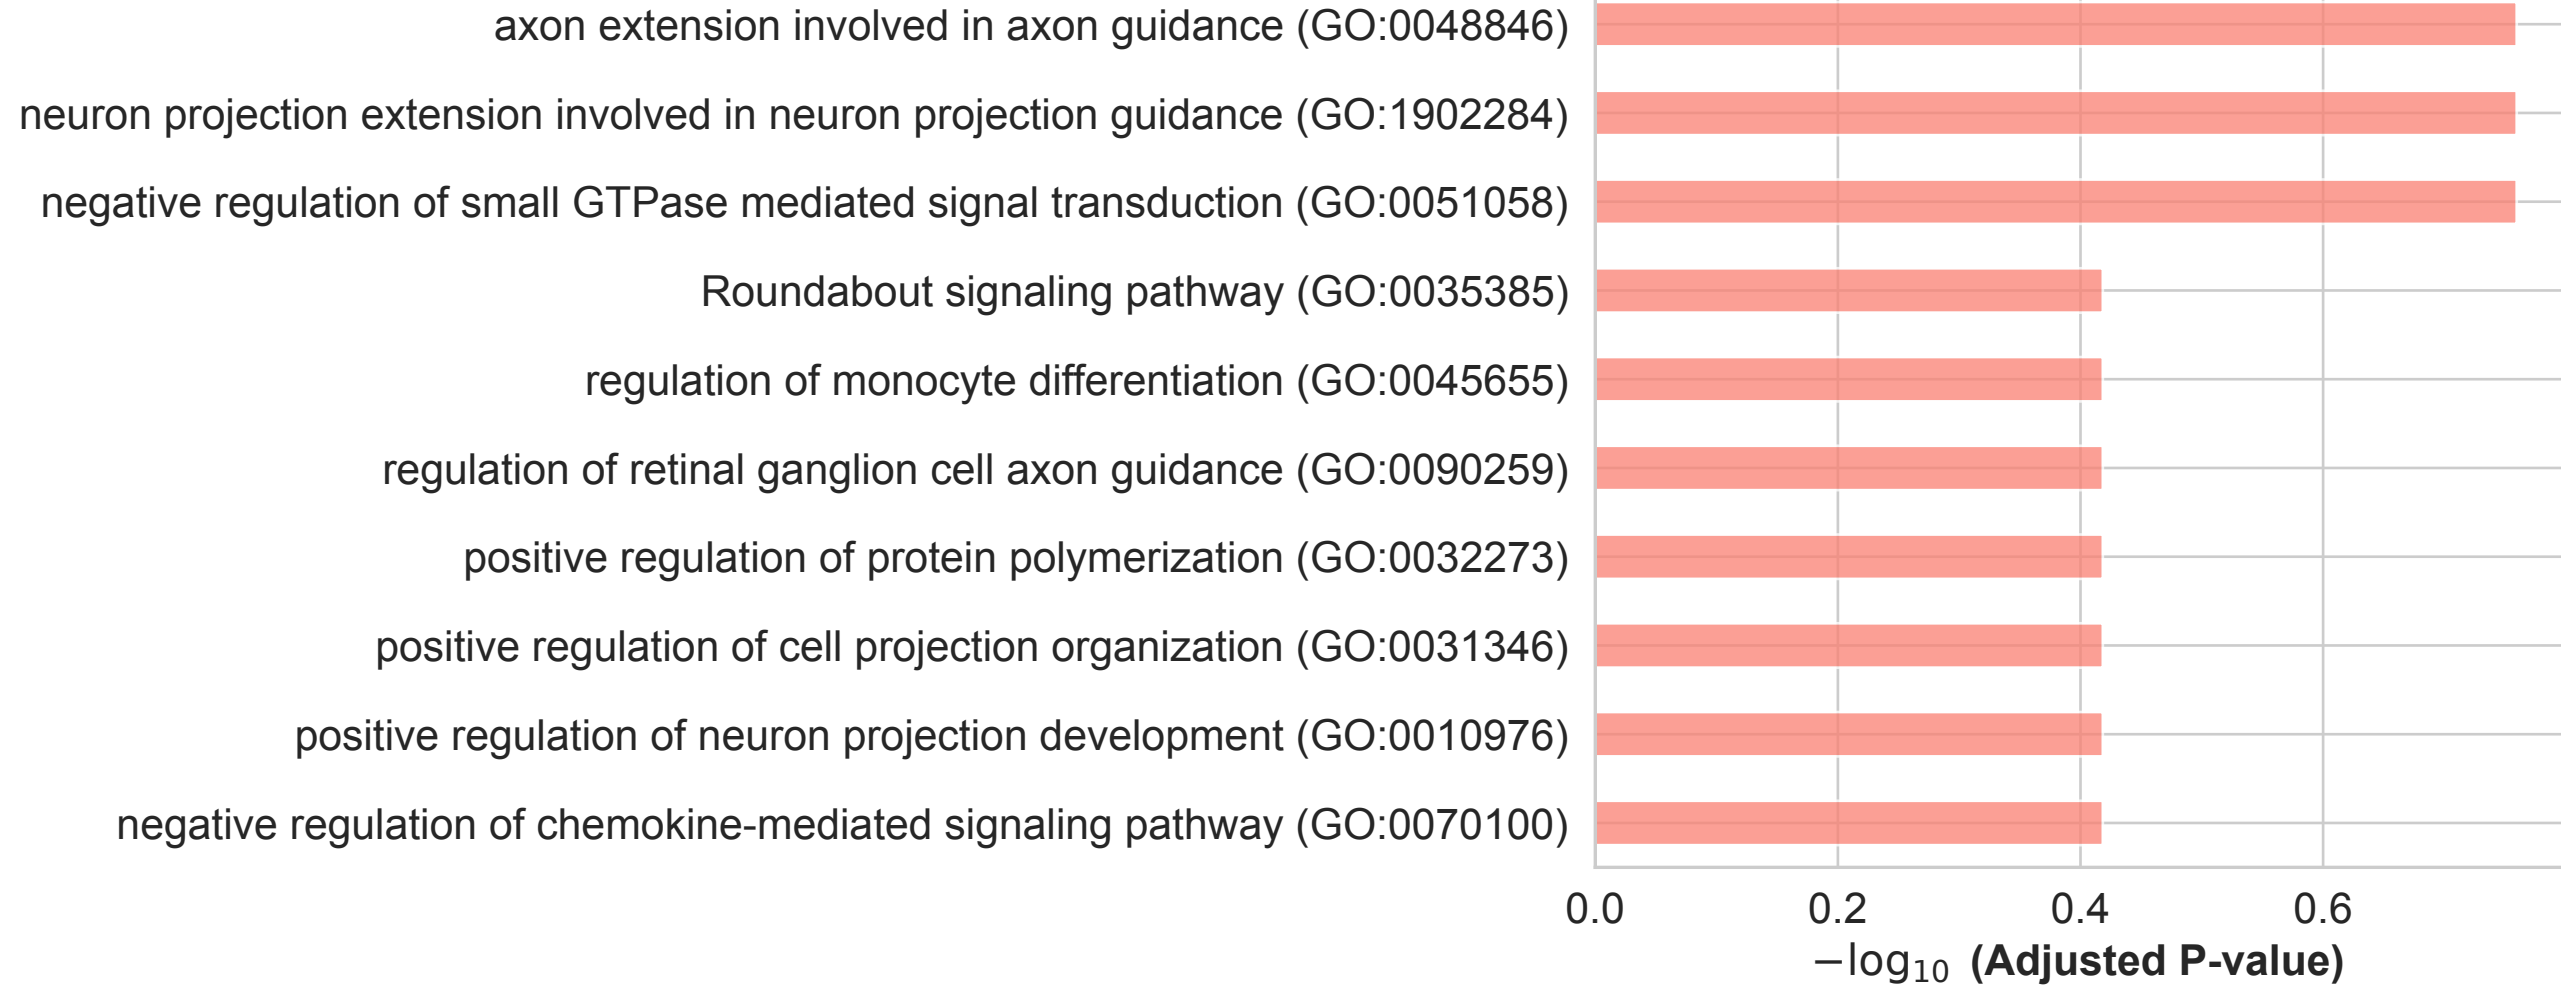 axon extension involved in axon guidance (GO:0048846)
neuron projection extension involved in neuron projection guidance (GO:1902284)
negative regulation of small GTPase mediated signal transduction (GO:0051058)
Roundabout signaling pathway (GO:0035385)
regulation of monocyte differentiation (GO:0045655)
regulation of retinal ganglion cell axon guidance (GO:0090259)
positive regulation of protein polymerization (GO:0032273)
positive regulation of cell projection organization (GO:0031346)
positive regulation of neuron projection development (GO:0010976)
negative regulation of chemokine-mediated signaling pathway (GO:0070100)
0.0 0.2 0.4 0.6
−log₁₀ (Adjusted P-value)